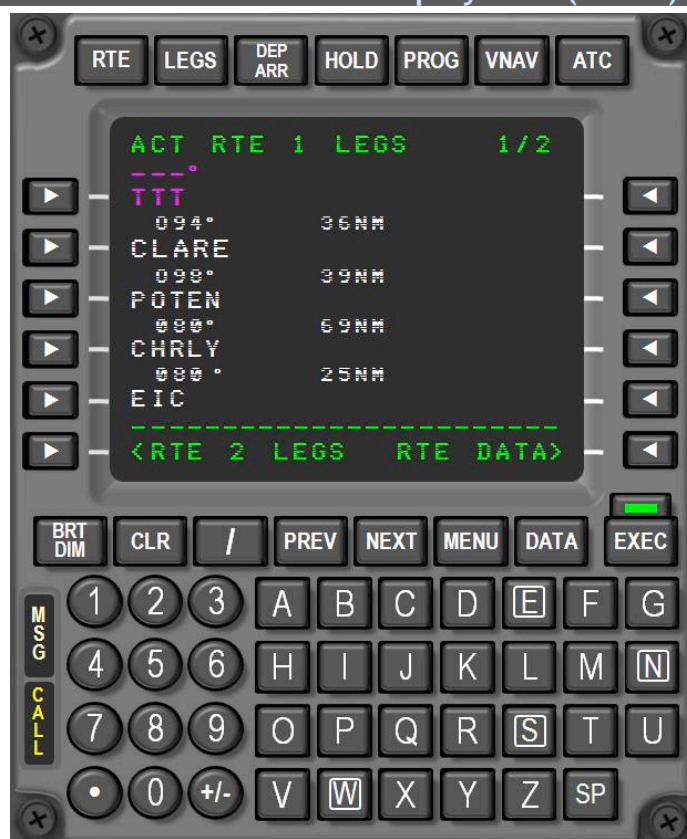 RTE LEGS DEP ARR HOLD PROG VNAV ATC
ACT RTE 1 LEGS 1/2
---°
TTT
094° 36NM
CLARE
098° 39NM
POTEN
080° 69NM
CHRLY
080° 25NM
EIC
--------------------------
<RTE 2 LEGS RTE DATA>
BRT DIM CLR / PREV NEXT MENU DATA EXEC
MSG
CALL
1 2 3 A B C D E F G
4 5 6 H I J K L M N
7 8 9 O P Q R S T U
• 0 +/- V W X Y Z SP